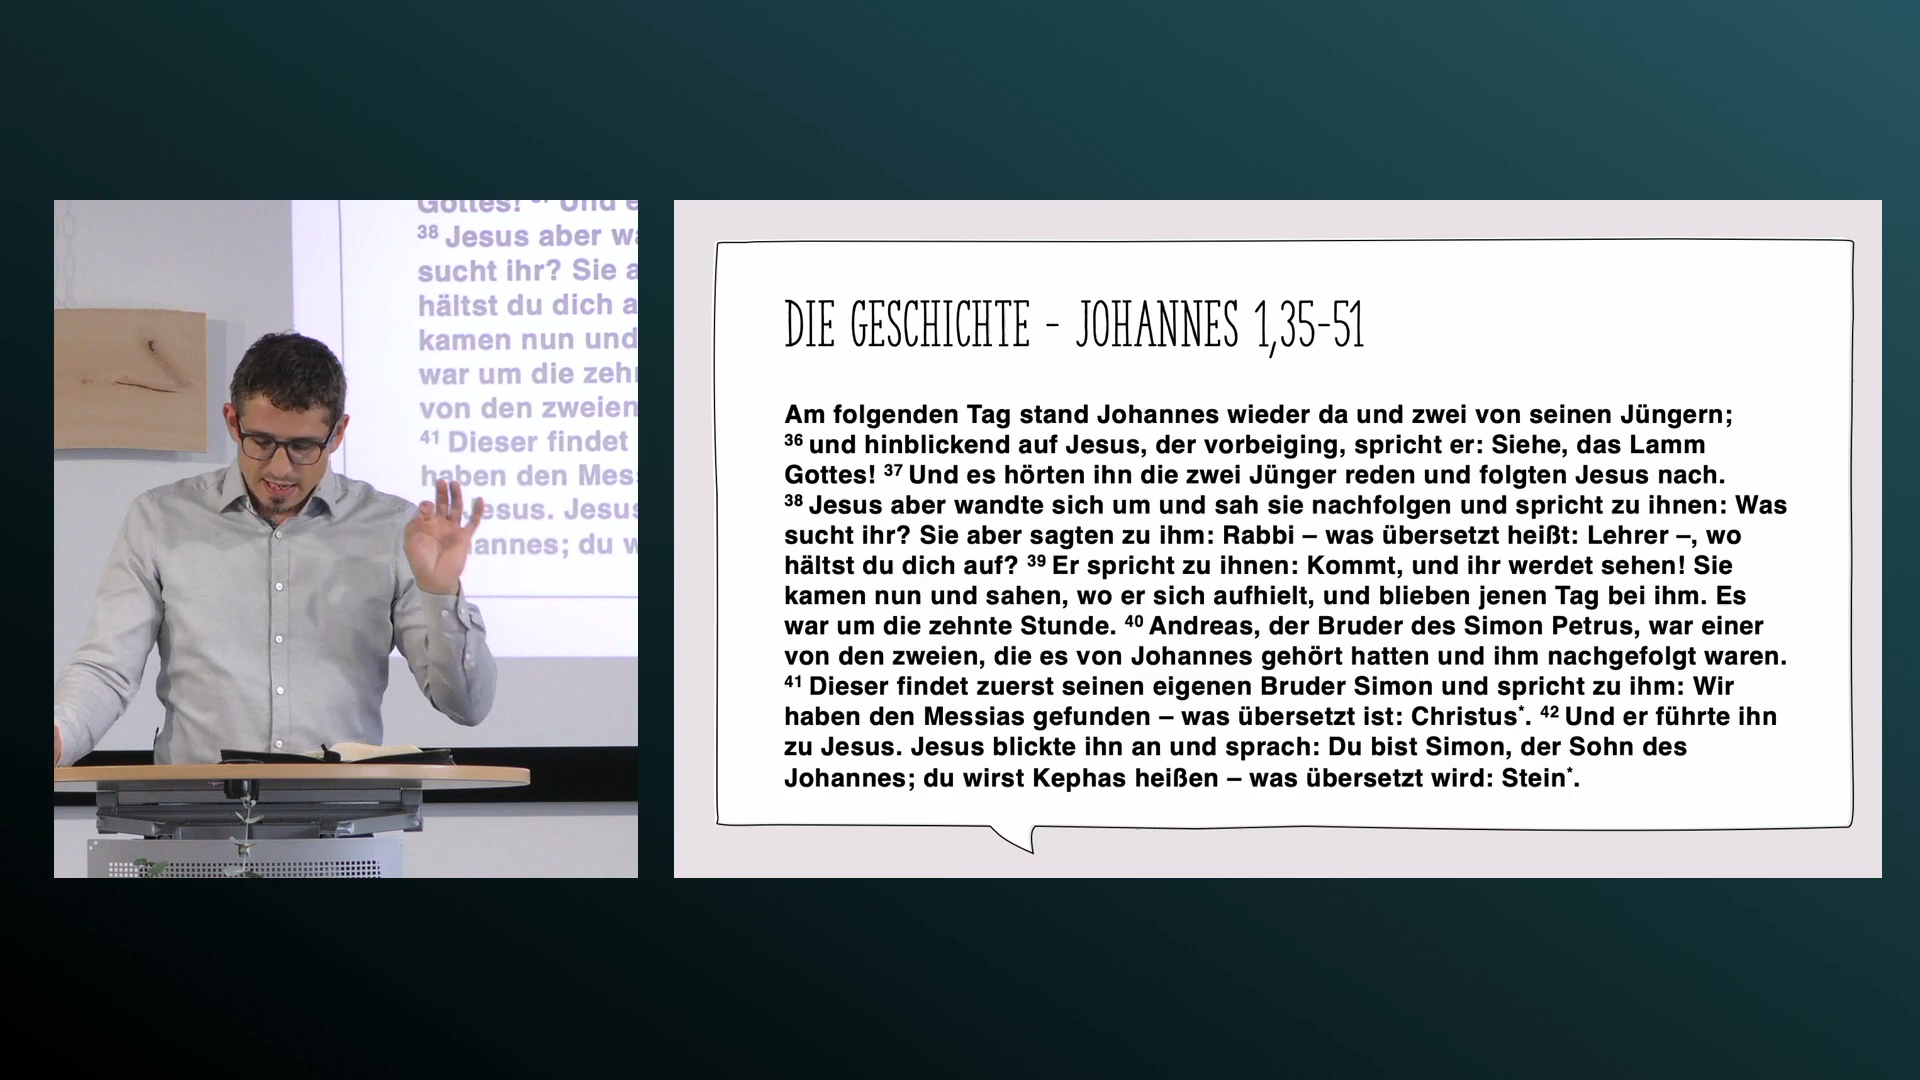 Gottes! 37 Und e
38 Jesus aber wa
sucht ihr? Sie a
hältst du dich a
kamen nun und
war um die zehn
von den zweien
41 Dieser findet
haben den Mess
Jesus. Jesus
annes; du w
DIE GESCHICHTE - JOHANNES 1,35-51
Am folgenden Tag stand Johannes wieder da und zwei von seinen Jüngern;
36 und hinblickend auf Jesus, der vorbeiging, spricht er: Siehe, das Lamm
Gottes! 37 Und es hörten ihn die zwei Jünger reden und folgten Jesus nach.
38 Jesus aber wandte sich um und sah sie nachfolgen und spricht zu ihnen: Was
sucht ihr? Sie aber sagten zu ihm: Rabbi – was übersetzt heißt: Lehrer –, wo
hältst du dich auf? 39 Er spricht zu ihnen: Kommt, und ihr werdet sehen! Sie
kamen nun und sahen, wo er sich aufhielt, und blieben jenen Tag bei ihm. Es
war um die zehnte Stunde. 40 Andreas, der Bruder des Simon Petrus, war einer
von den zweien, die es von Johannes gehört hatten und ihm nachgefolgt waren.
41 Dieser findet zuerst seinen eigenen Bruder Simon und spricht zu ihm: Wir
haben den Messias gefunden – was übersetzt ist: Christus*. 42 Und er führte ihn
zu Jesus. Jesus blickte ihn an und sprach: Du bist Simon, der Sohn des
Johannes; du wirst Kephas heißen – was übersetzt wird: Stein*.